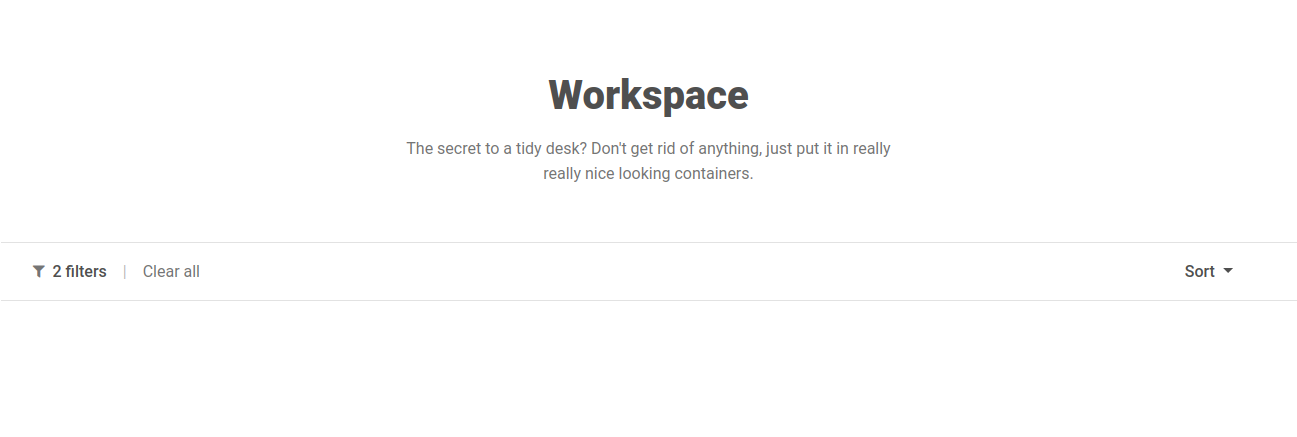 Workspace
The secret to a tidy desk? Don't get rid of anything, just put it in really
really nice looking containers.
2 filters | Clear all
Sort